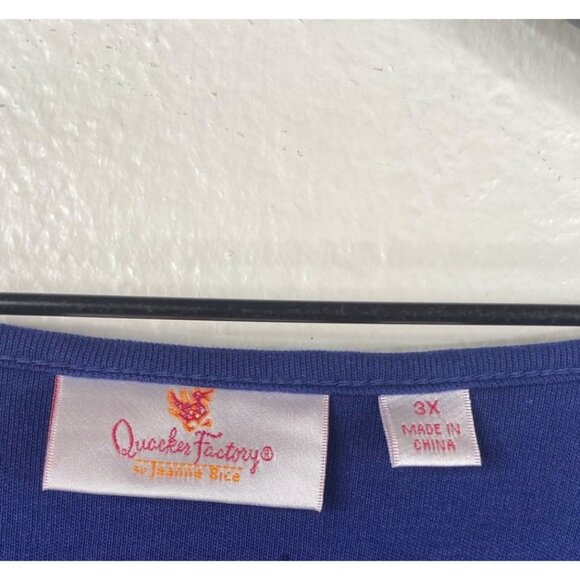 Quacker Factory®
by Jeanne Bice
3X
MADE IN
CHINA